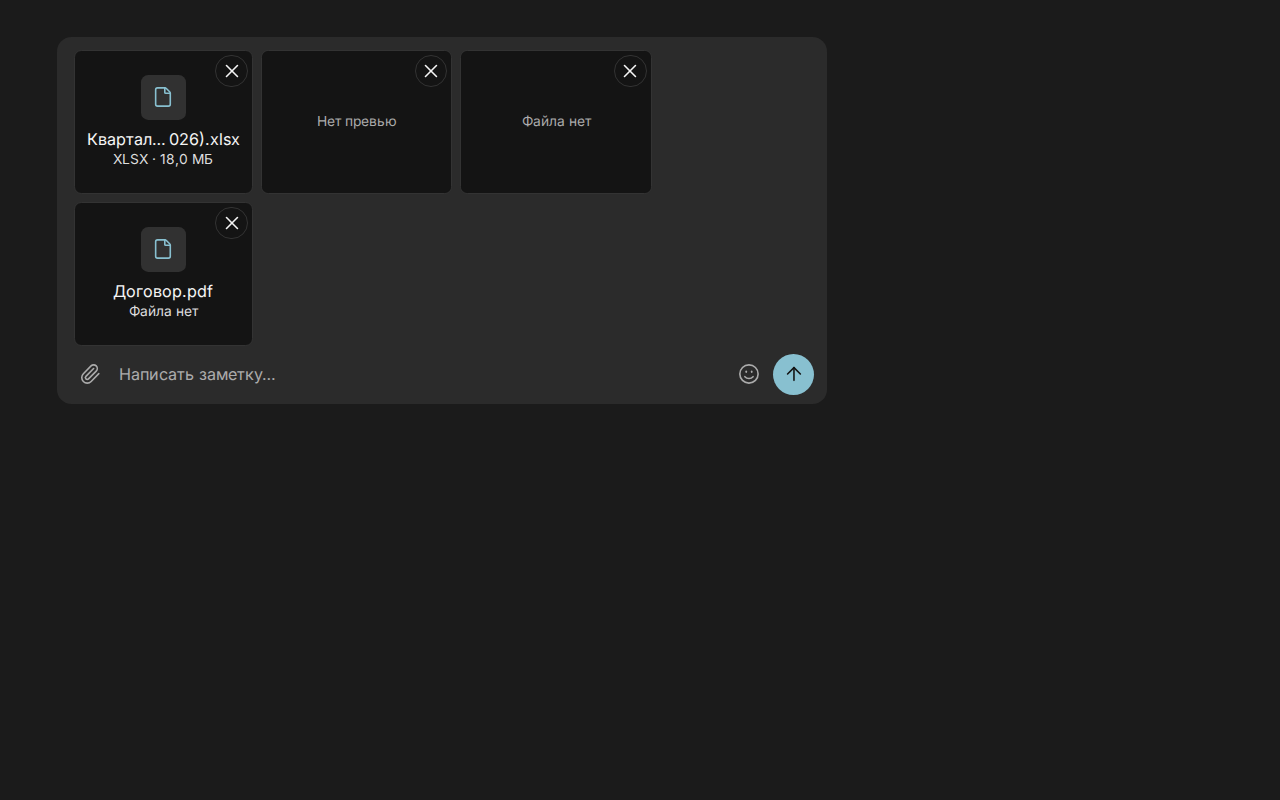 Квартал... 026).xlsx
XLSX · 18,0 МБ
Нет превью
Файла нет
Договор.pdf
Файла нет
Написать заметку...